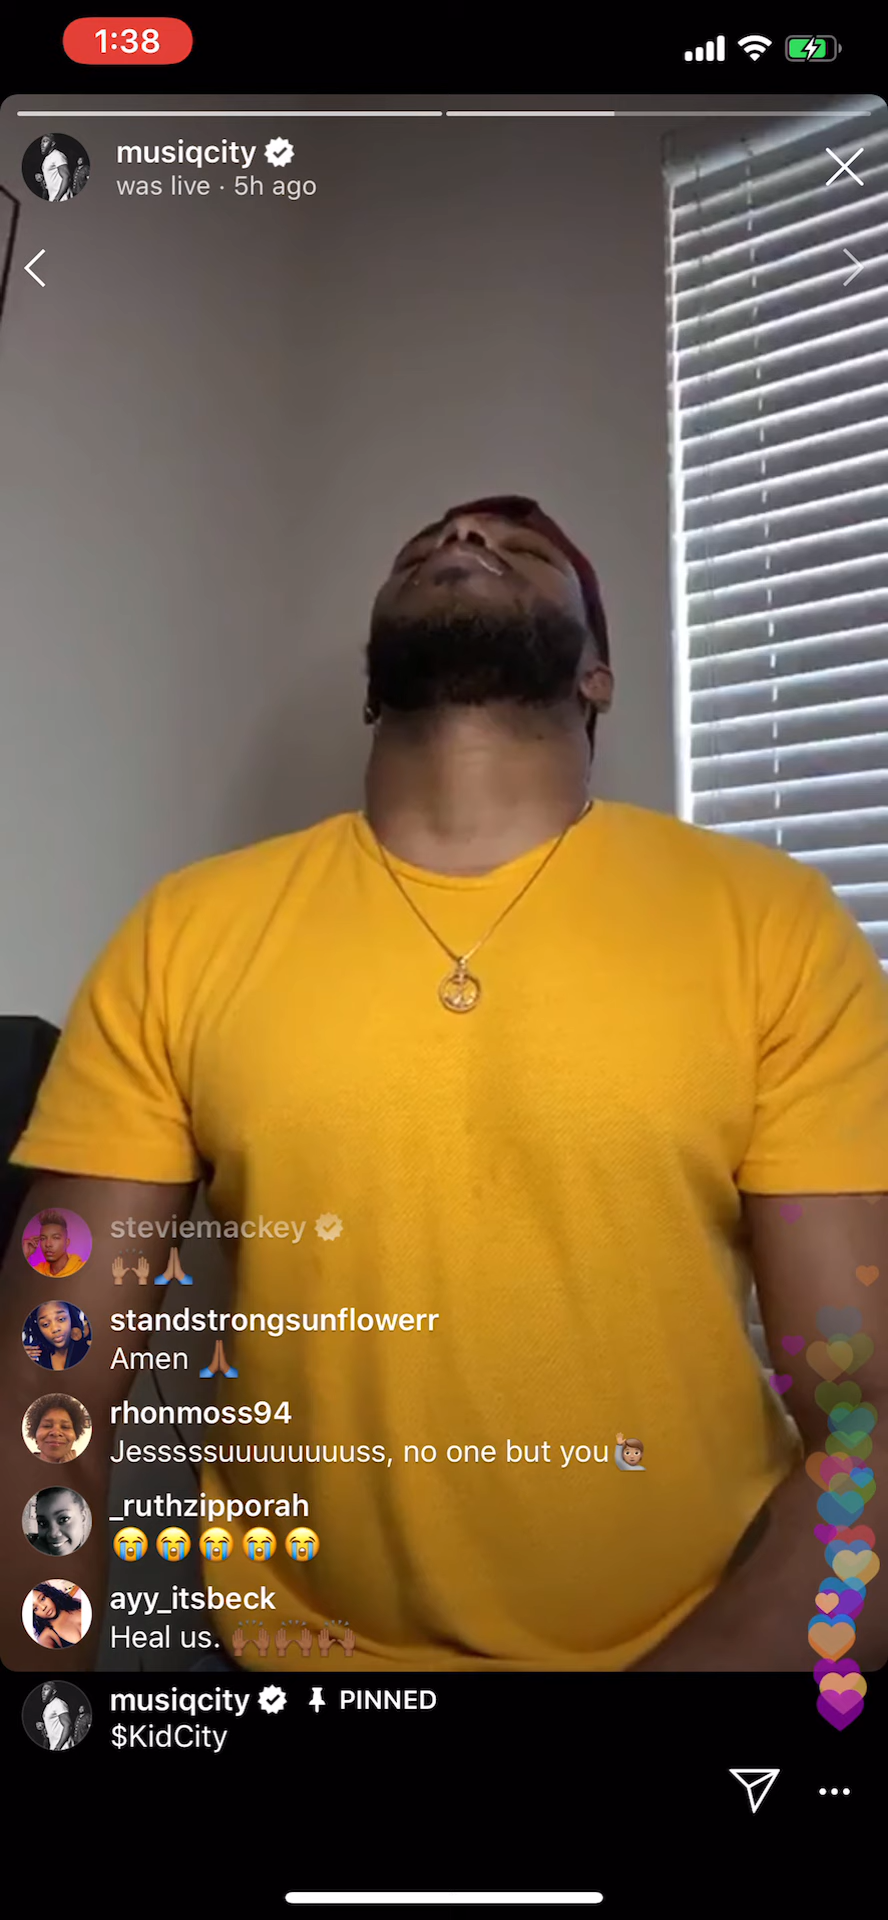 1:38
musiqcity
was live · 5h ago
steviemackey
🙌🏽🙏🏽
standstrongsunflowerr
Amen 🙏🏾
rhonmoss94
Jesssssuuuuuuuuss, no one but you🙋🏽
_ruthzipporah
😭😭😭😭😭
ayy_itsbeck
Heal us. 🙌🏾🙌🏾🙌🏾
musiqcity PINNED
$KidCity